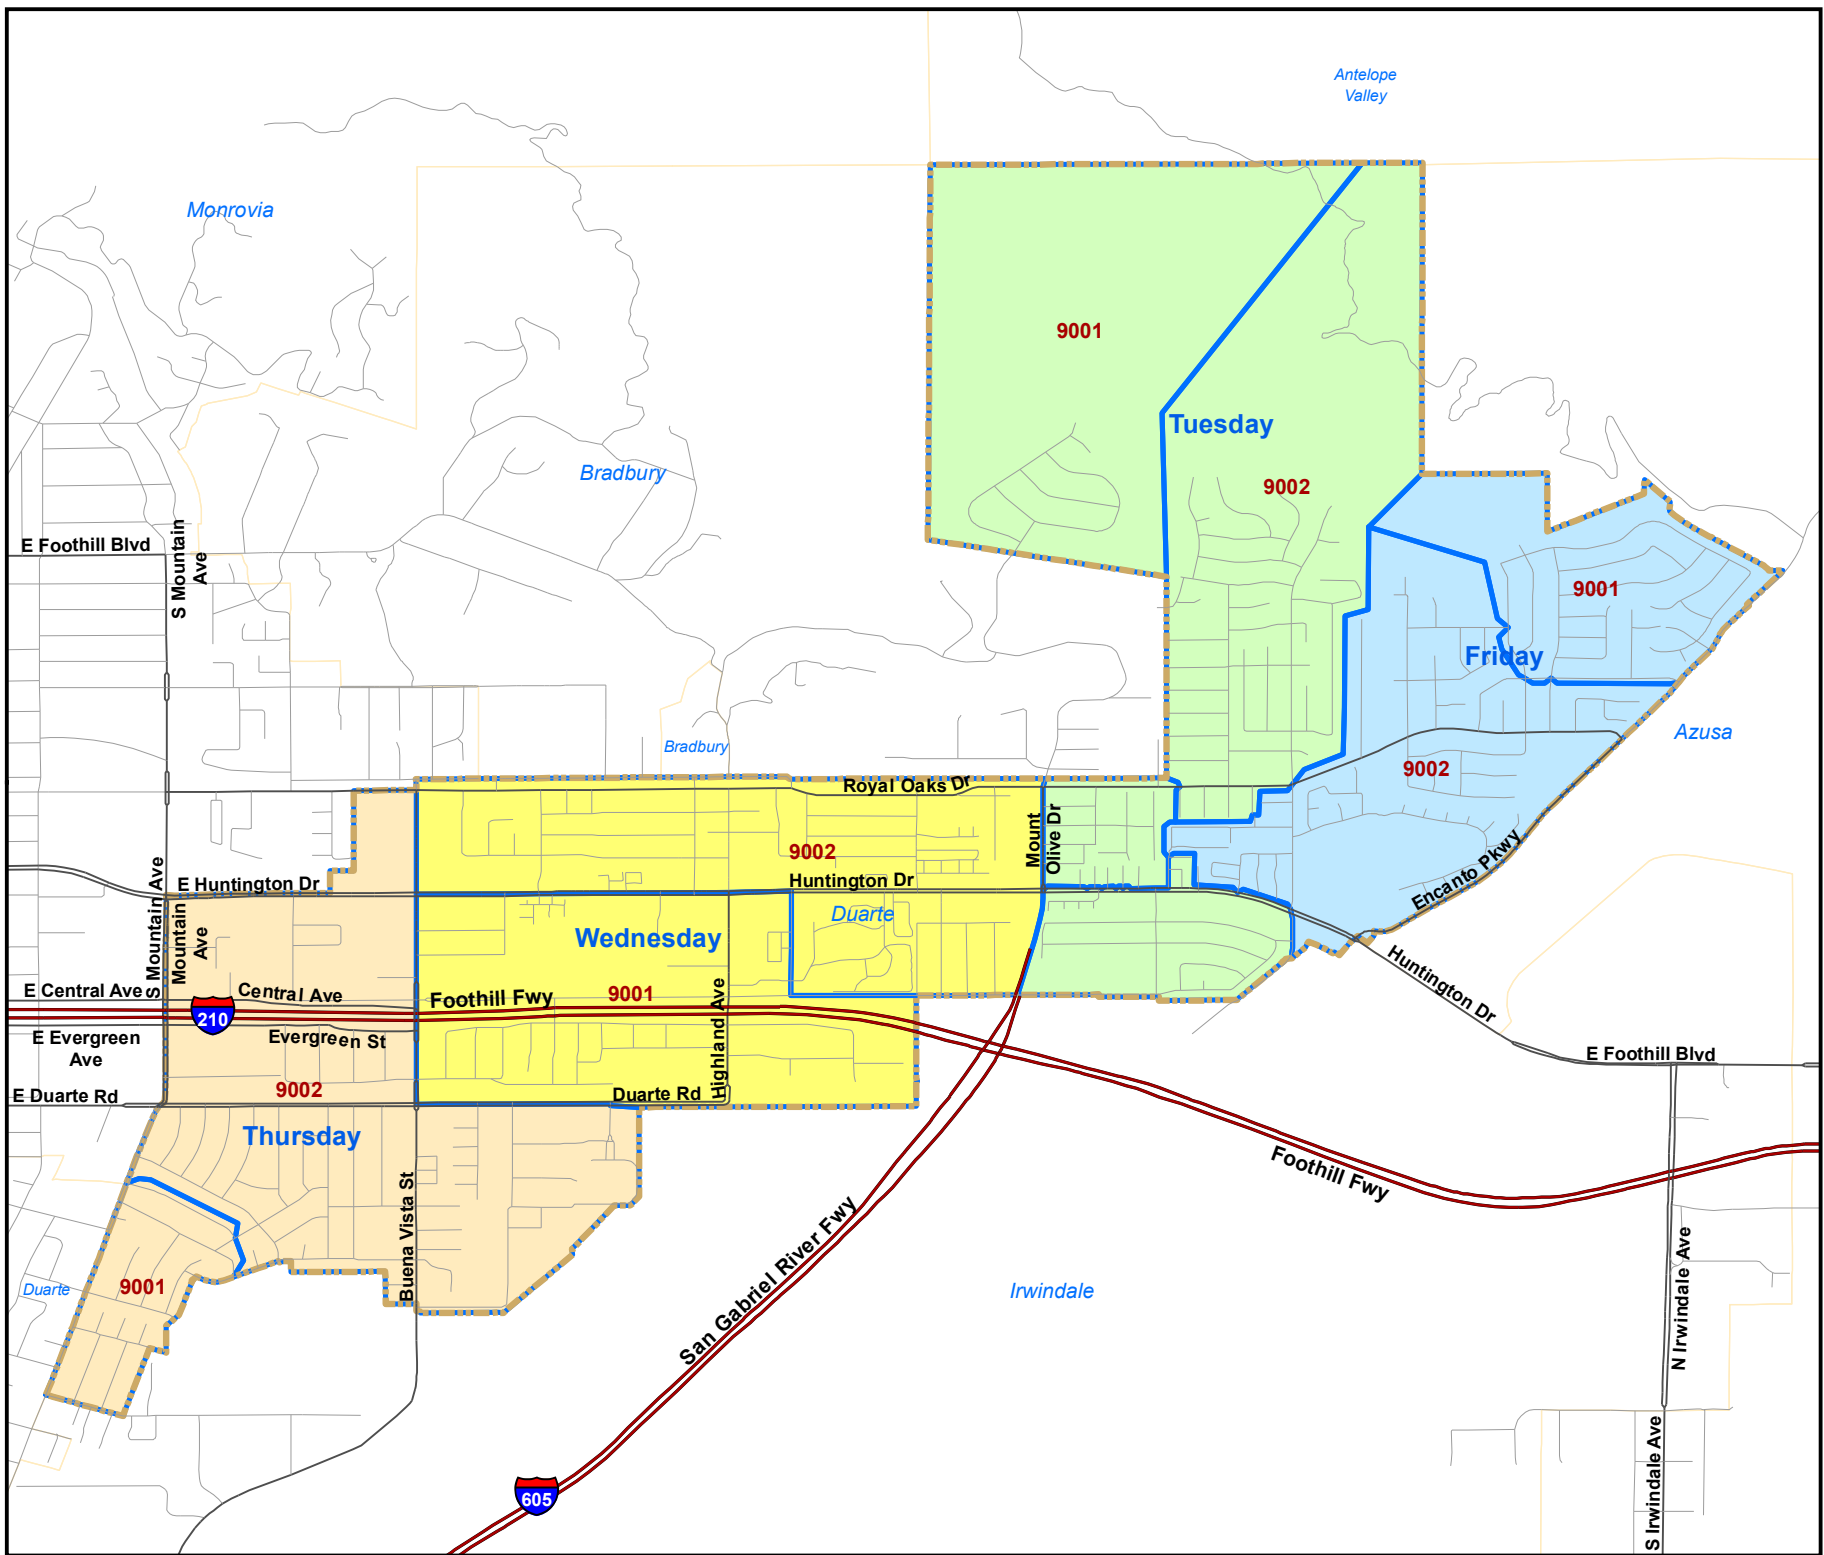 Antelope
Valley
Monrovia
9001
Tuesday
Bradbury
9002
E Foothill Blvd
S Mountain
Ave
9001
Friday
Azusa
Bradbury
9002
Royal Oaks Dr
Mount
Olive Dr
9002
Encanto Pkwy
E Huntington Dr
Huntington Dr
Duarte
S Mountain Ave
Mountain
Ave
Wednesday
Huntington Dr
E Central Ave
Central Ave
Foothill Fwy
9001
Highland Ave
210
E Evergreen
Ave
Evergreen St
E Foothill Blvd
9002
E Duarte Rd
Duarte Rd
Thursday
Foothill Fwy
Buena Vista St
San Gabriel River Fwy
Duarte
9001
Irwindale
N Irwindale Ave
605
S Irwindale Ave